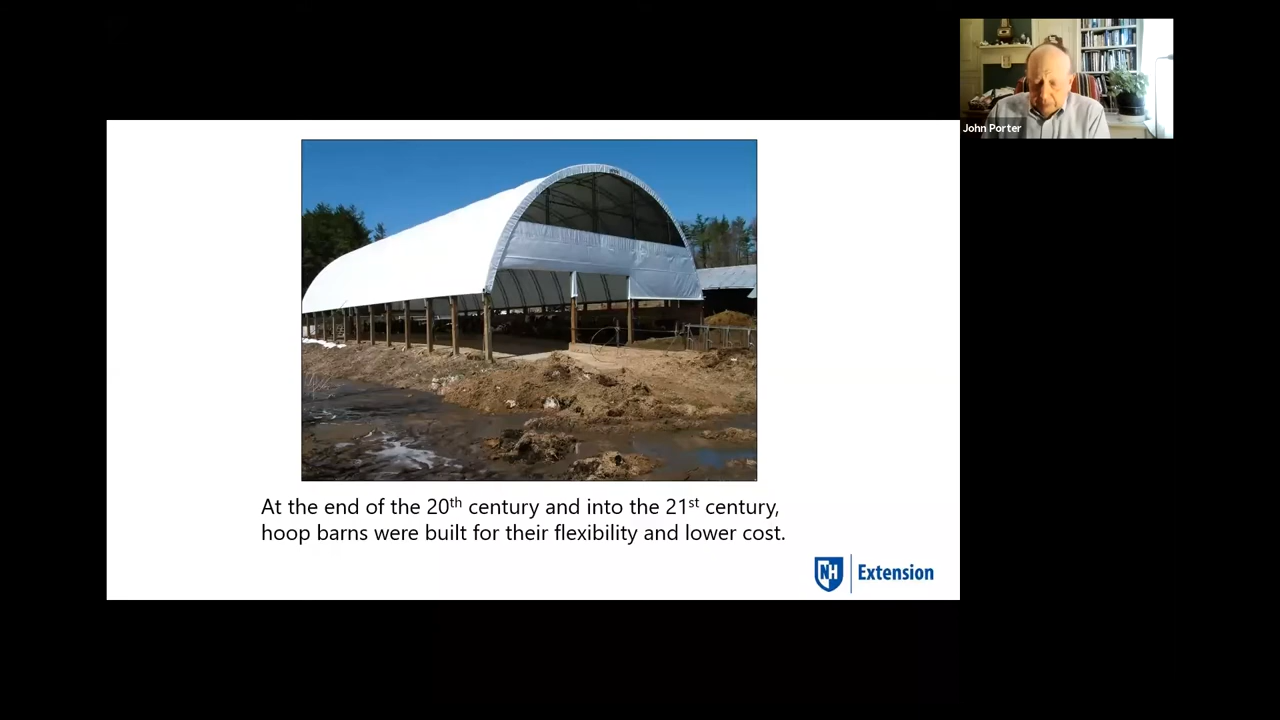 John Porter
At the end of the 20th century and into the 21st century,
hoop barns were built for their flexibility and lower cost.
NH Extension